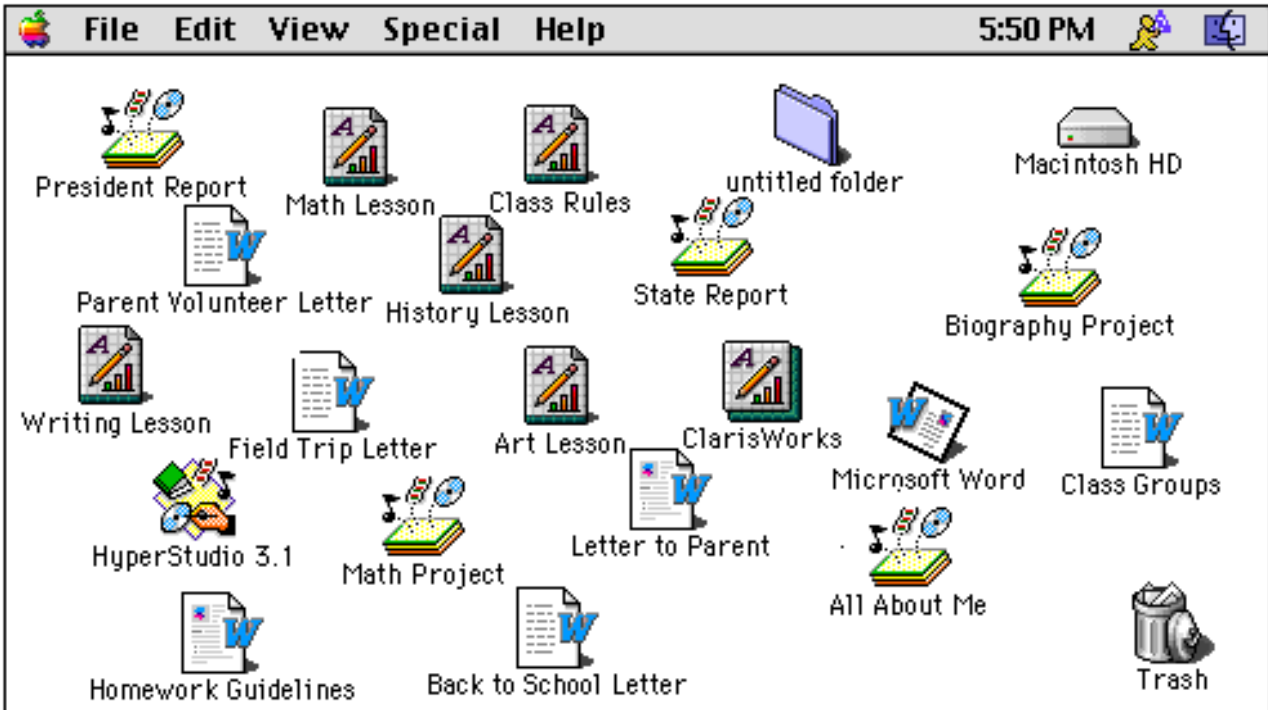 File Edit View Special Help 5:50 PM
President Report
Math Lesson
Class Rules
untitled folder
Macintosh HD
Parent Volunteer Letter
History Lesson
State Report
Biography Project
Writing Lesson
Field Trip Letter
Art Lesson
ClarisWorks
Microsoft Word
Class Groups
HyperStudio 3.1
Math Project
Letter to Parent
All About Me
Homework Guidelines
Back to School Letter
Trash